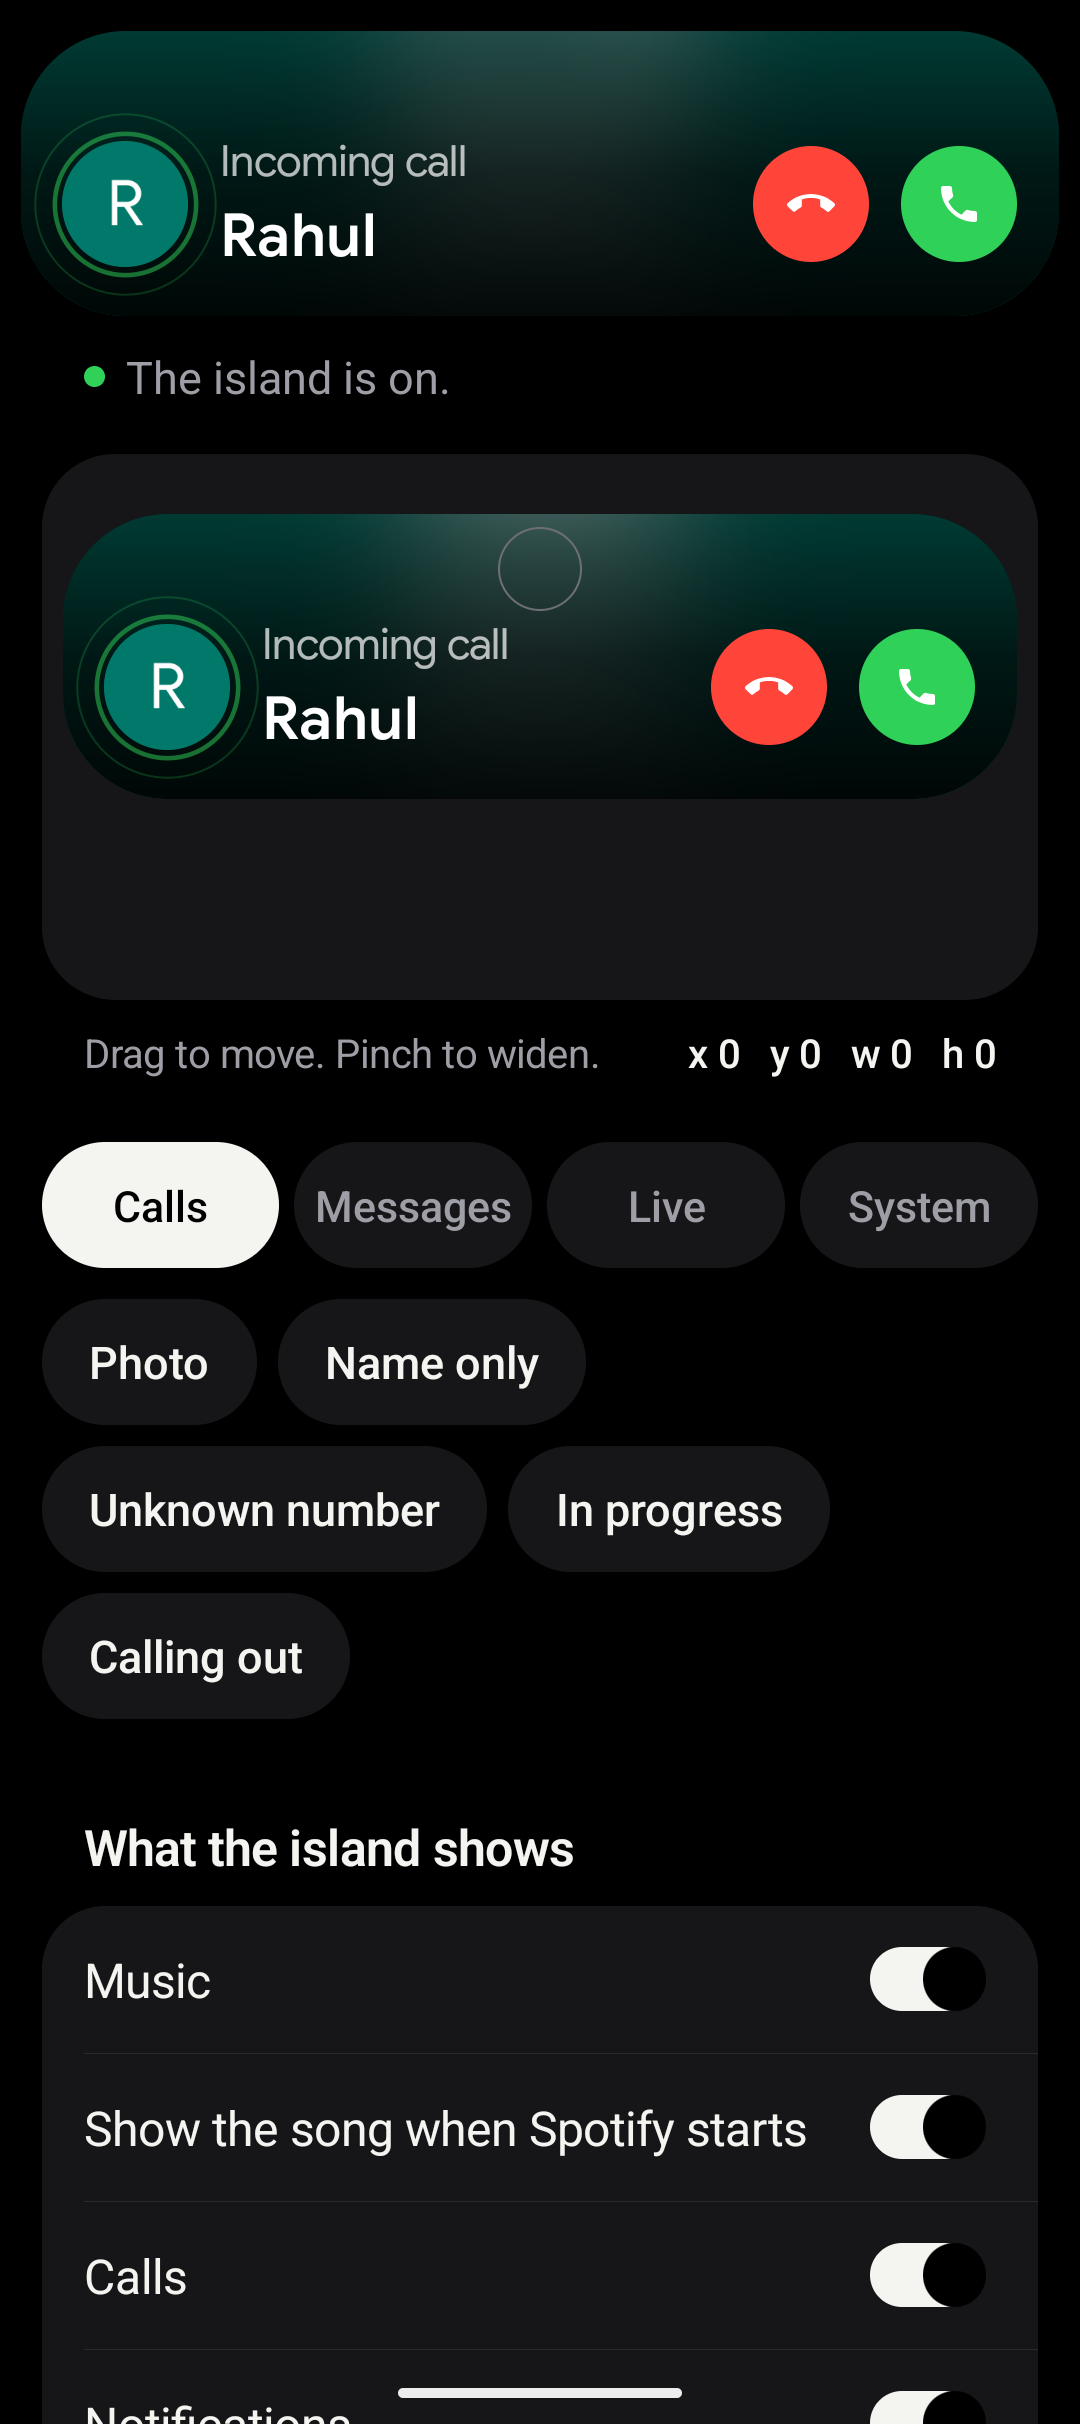 Incoming call
R
Rahul
The island is on.
Incoming call
R
Rahul
Drag to move. Pinch to widen. x 0 y 0 w 0 h 0
Calls Messages Live System
Photo Name only
Unknown number In progress
Calling out
What the island shows
Music
Show the song when Spotify starts
Calls
Notifications